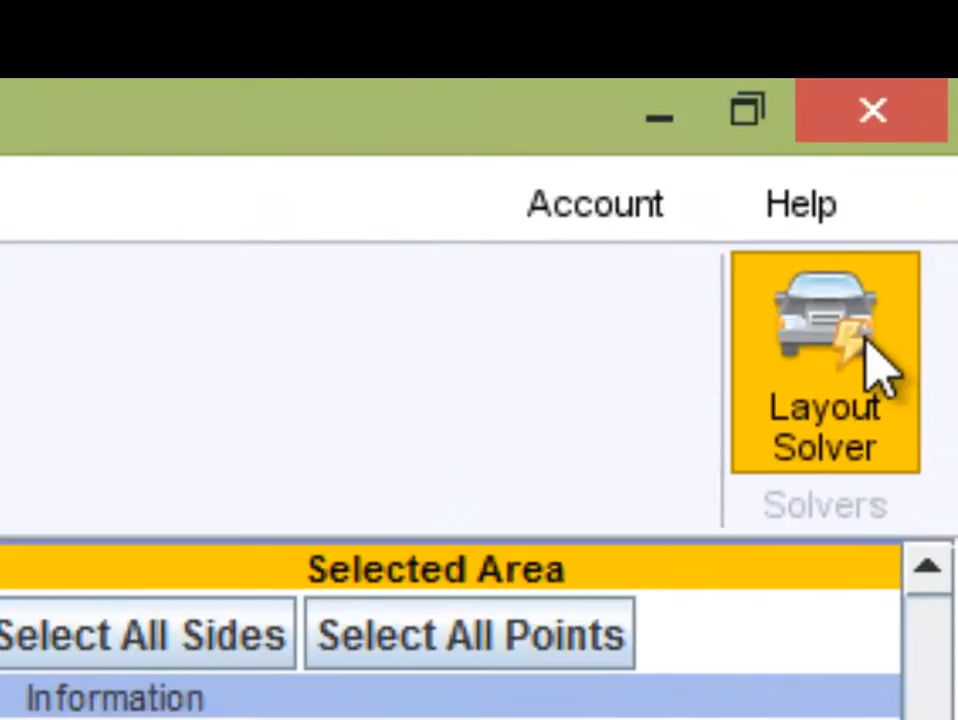 Account Help
Layout
Solver
Solvers
Selected Area
Select All Sides Select All Points
Information